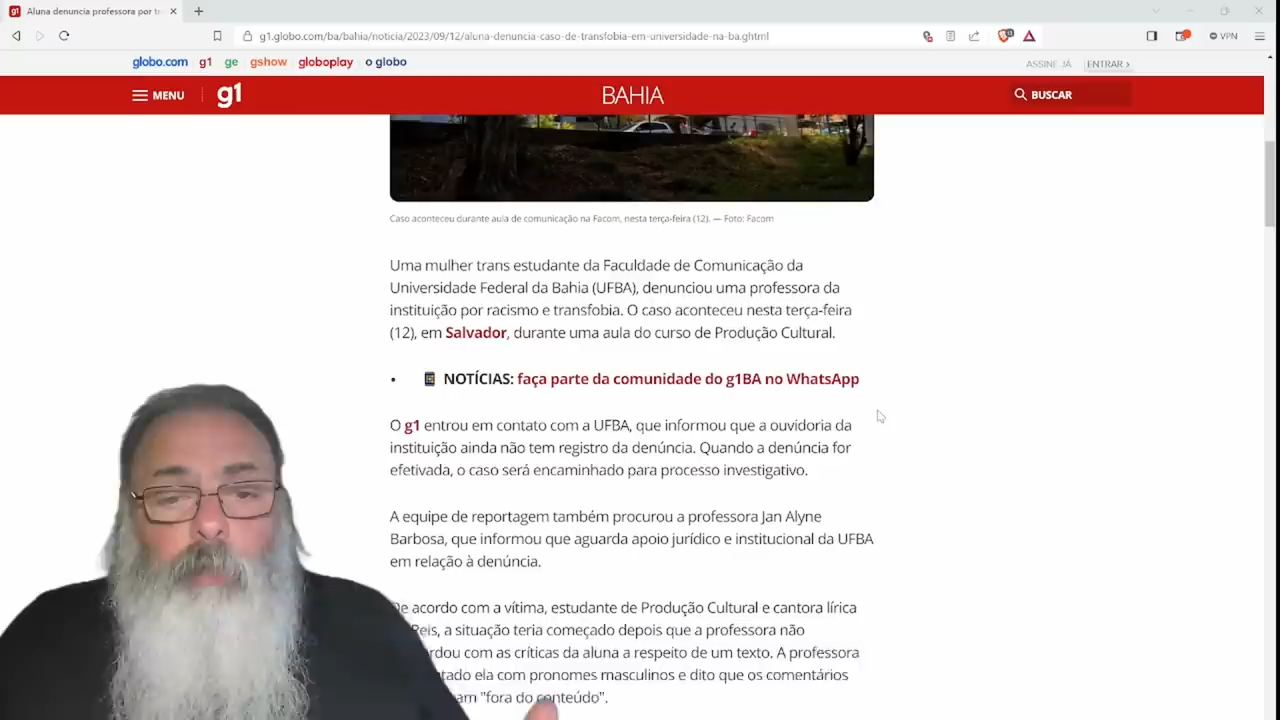 Aluna denuncia professora por tr
g1.globo.com/ba/bahia/noticia/2023/09/12/aluna-denuncia-caso-de-transfobia-em-universidade-na-ba.ghtml
VPN
globo.com g1 ge gshow globoplay o globo
ASSINE JÁ ENTRAR ›
MENU g1 BAHIA BUSCAR
Caso aconteceu durante aula de comunicação na Facom, nesta terça-feira (12). — Foto: Facom
Uma mulher trans estudante da Faculdade de Comunicação da
Universidade Federal da Bahia (UFBA), denunciou uma professora da
instituição por racismo e transfobia. O caso aconteceu nesta terça-feira
(12), em Salvador, durante uma aula do curso de Produção Cultural.
• NOTÍCIAS: faça parte da comunidade do g1BA no WhatsApp
O g1 entrou em contato com a UFBA, que informou que a ouvidoria da
instituição ainda não tem registro da denúncia. Quando a denúncia for
efetivada, o caso será encaminhado para processo investigativo.
A equipe de reportagem também procurou a professora Jan Alyne
Barbosa, que informou que aguarda apoio jurídico e institucional da UFBA
em relação à denúncia.
De acordo com a vítima, estudante de Produção Cultural e cantora lírica
Reis, a situação teria começado depois que a professora não
com as críticas da aluna a respeito de um texto. A professora
ela com pronomes masculinos e dito que os comentários
"fora do conteúdo".